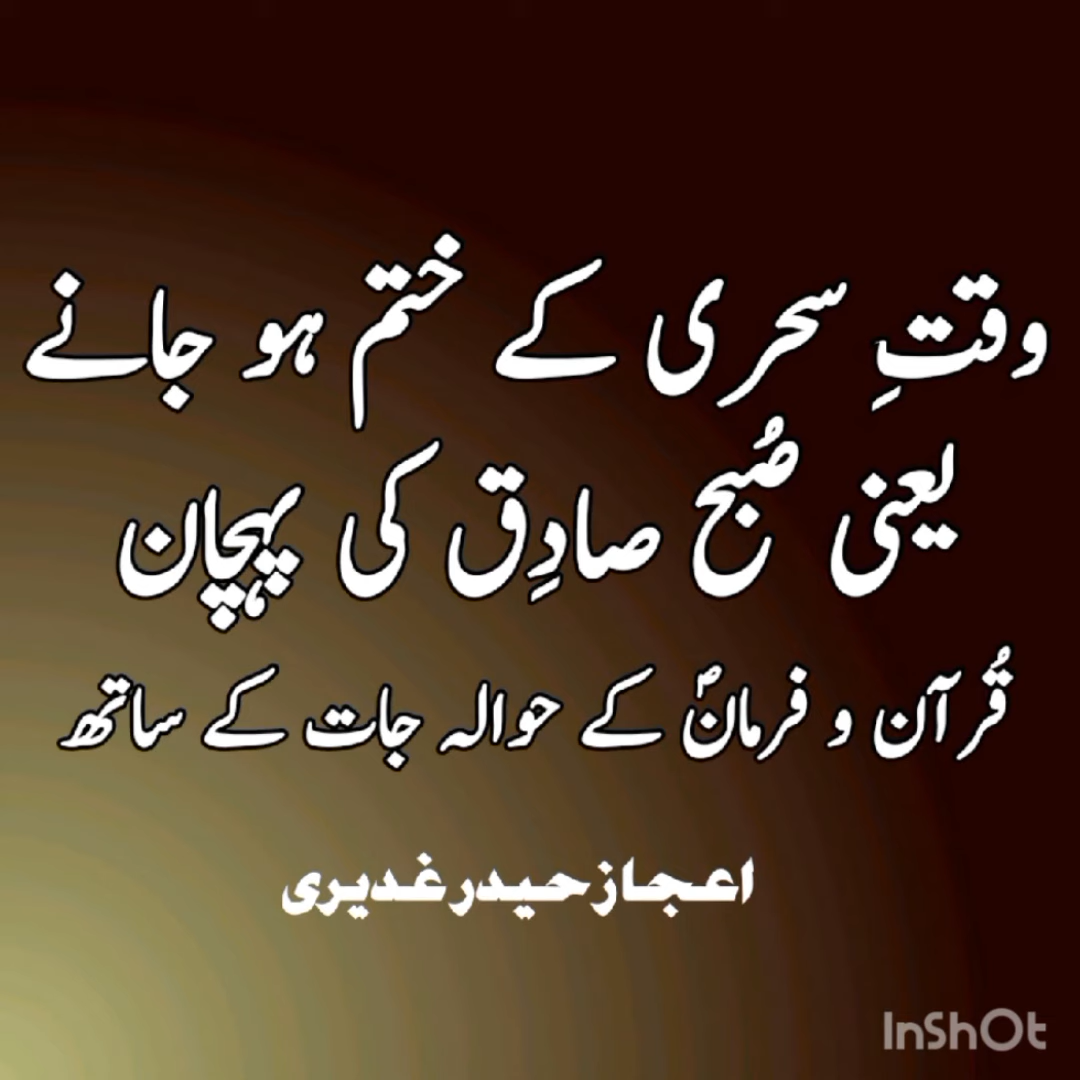 وقتِ سحری کے ختم ہو جانے
یعنی صُبح صادِق کی پہچان
قُرآن و فرمانؐ کے حوالہ جات کے ساتھ
اعجاز حیدر غدیری
InShOt